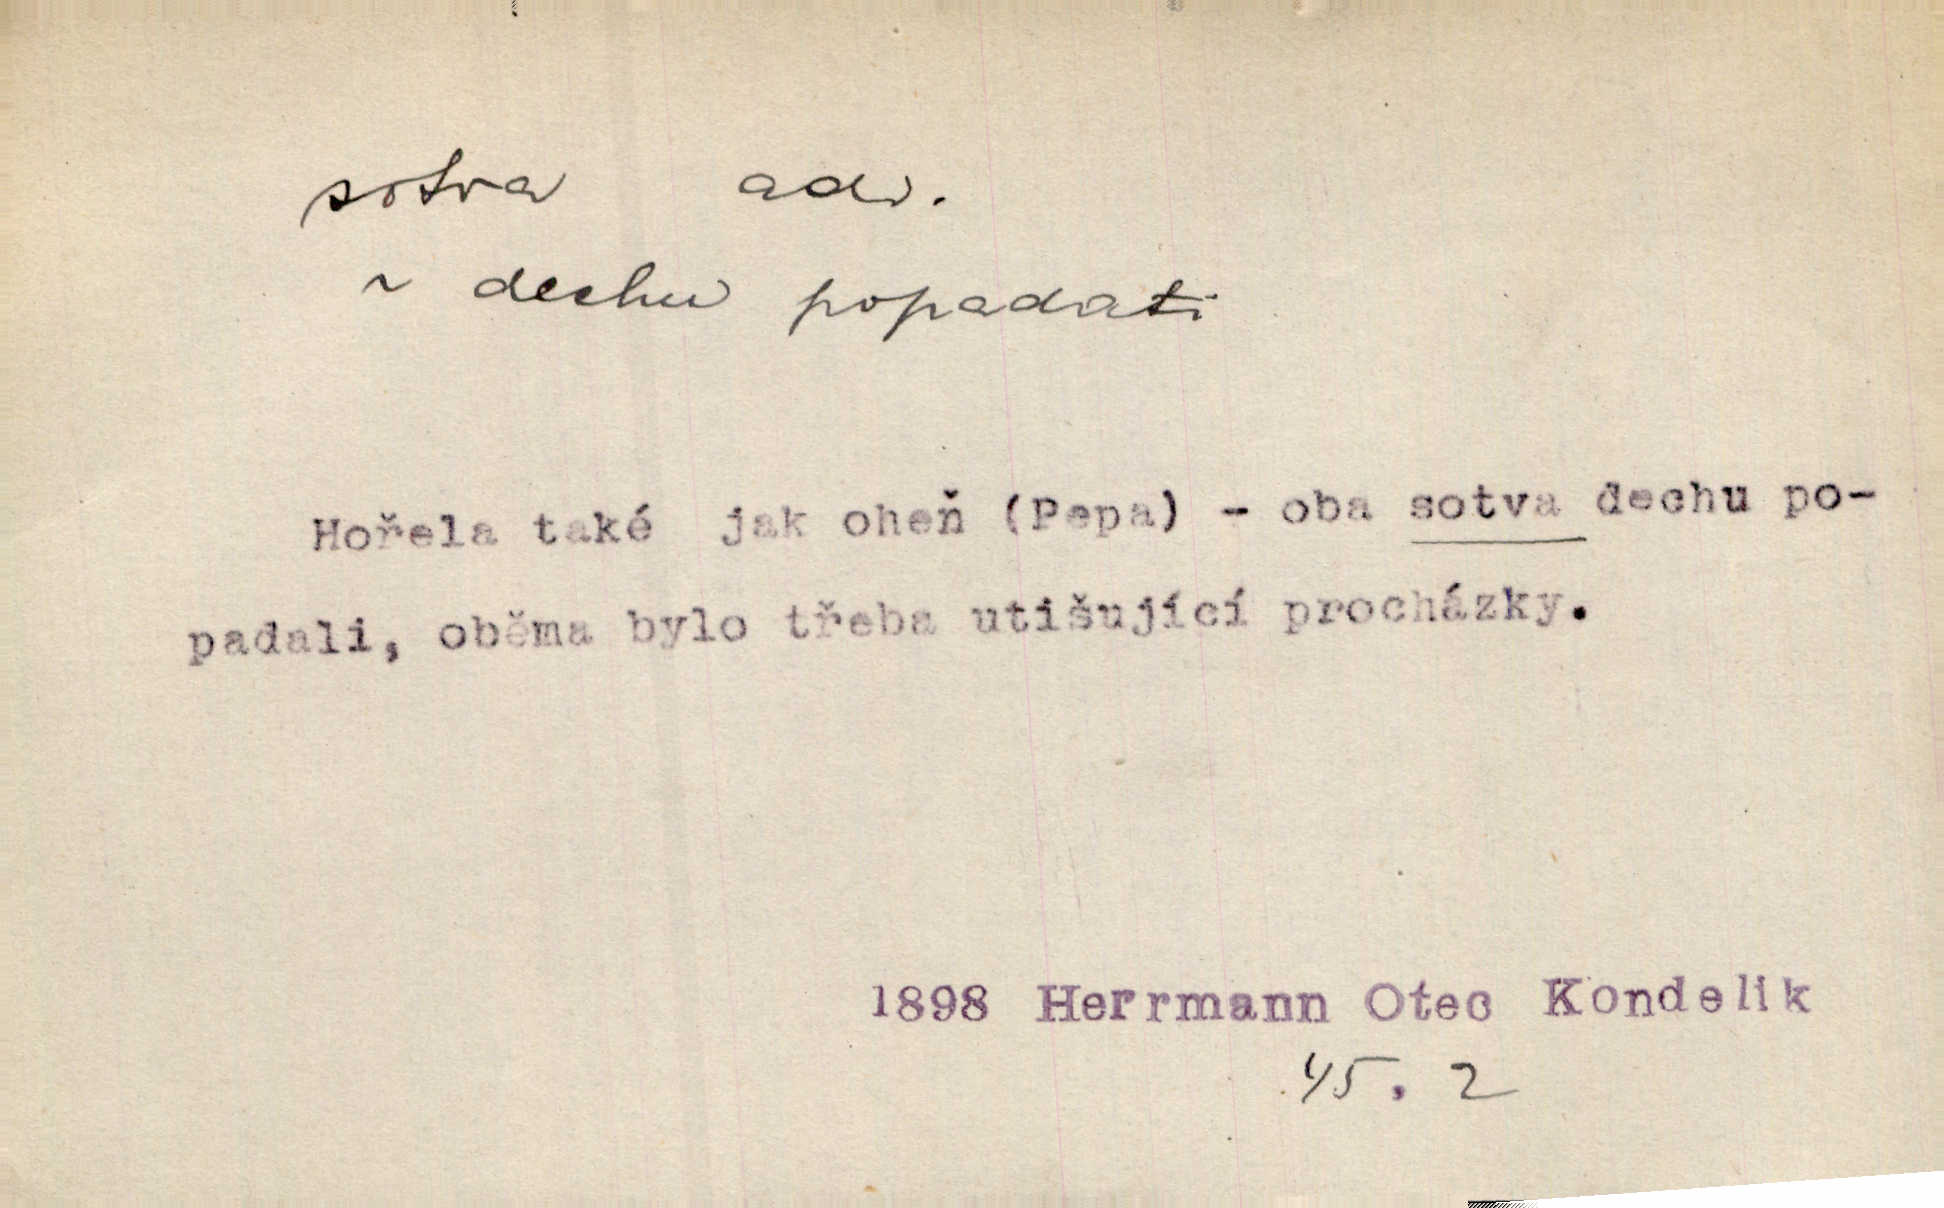 sotva adv.
~ dechu popadati
Hořela také jak oheň (Pepa) - oba sotva dechu po-
padali, oběma bylo třeba utišující procházky.
1898 Herrmann Otec Kondelik
45, 2